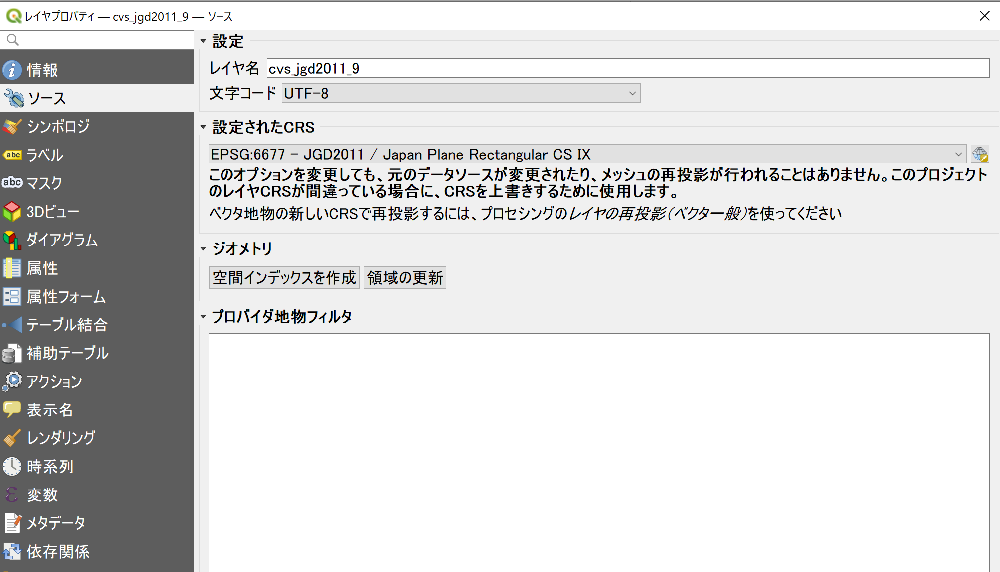 レイヤプロパティ — cvs_jgd2011_9 — ソース
情報
ソース
シンボロジ
abc ラベル
abc マスク
3Dビュー
ダイアグラム
属性
属性フォーム
テーブル結合
補助テーブル
アクション
表示名
レンダリング
時系列
変数
メタデータ
依存関係
設定
レイヤ名 cvs_jgd2011_9
文字コード UTF-8
設定されたCRS
EPSG:6677 - JGD2011 / Japan Plane Rectangular CS IX
このオプションを変更しても、元のデータソースが変更されたり、メッシュの再投影が行われることはありません。このプロジェクト
のレイヤCRSが間違っている場合に、CRSを上書きするために使用します。
ベクタ地物の新しいCRSで再投影するには、プロセシングのレイヤの再投影（ベクター一般）を使ってください
ジオメトリ
空間インデックスを作成 領域の更新
プロバイダ地物フィルタ